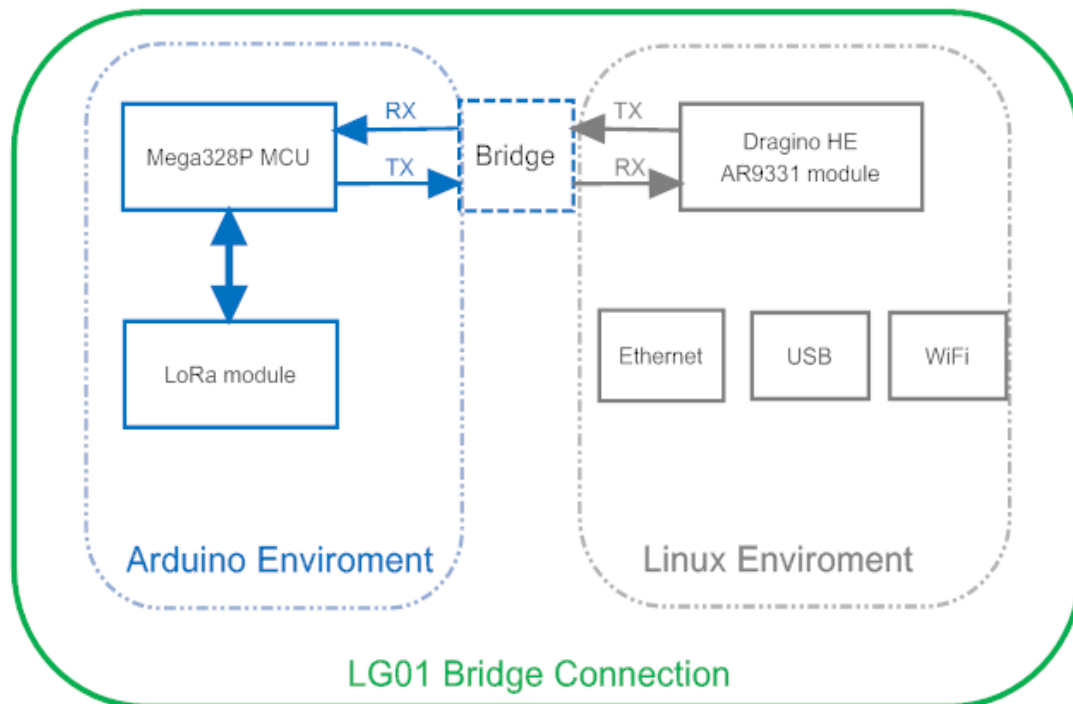 RX
TX
Mega328P MCU
Bridge
Dragino HE
AR9331 module
TX
RX
LoRa module
Ethernet
USB
WiFi
Arduino Enviroment
Linux Enviroment
LG01 Bridge Connection